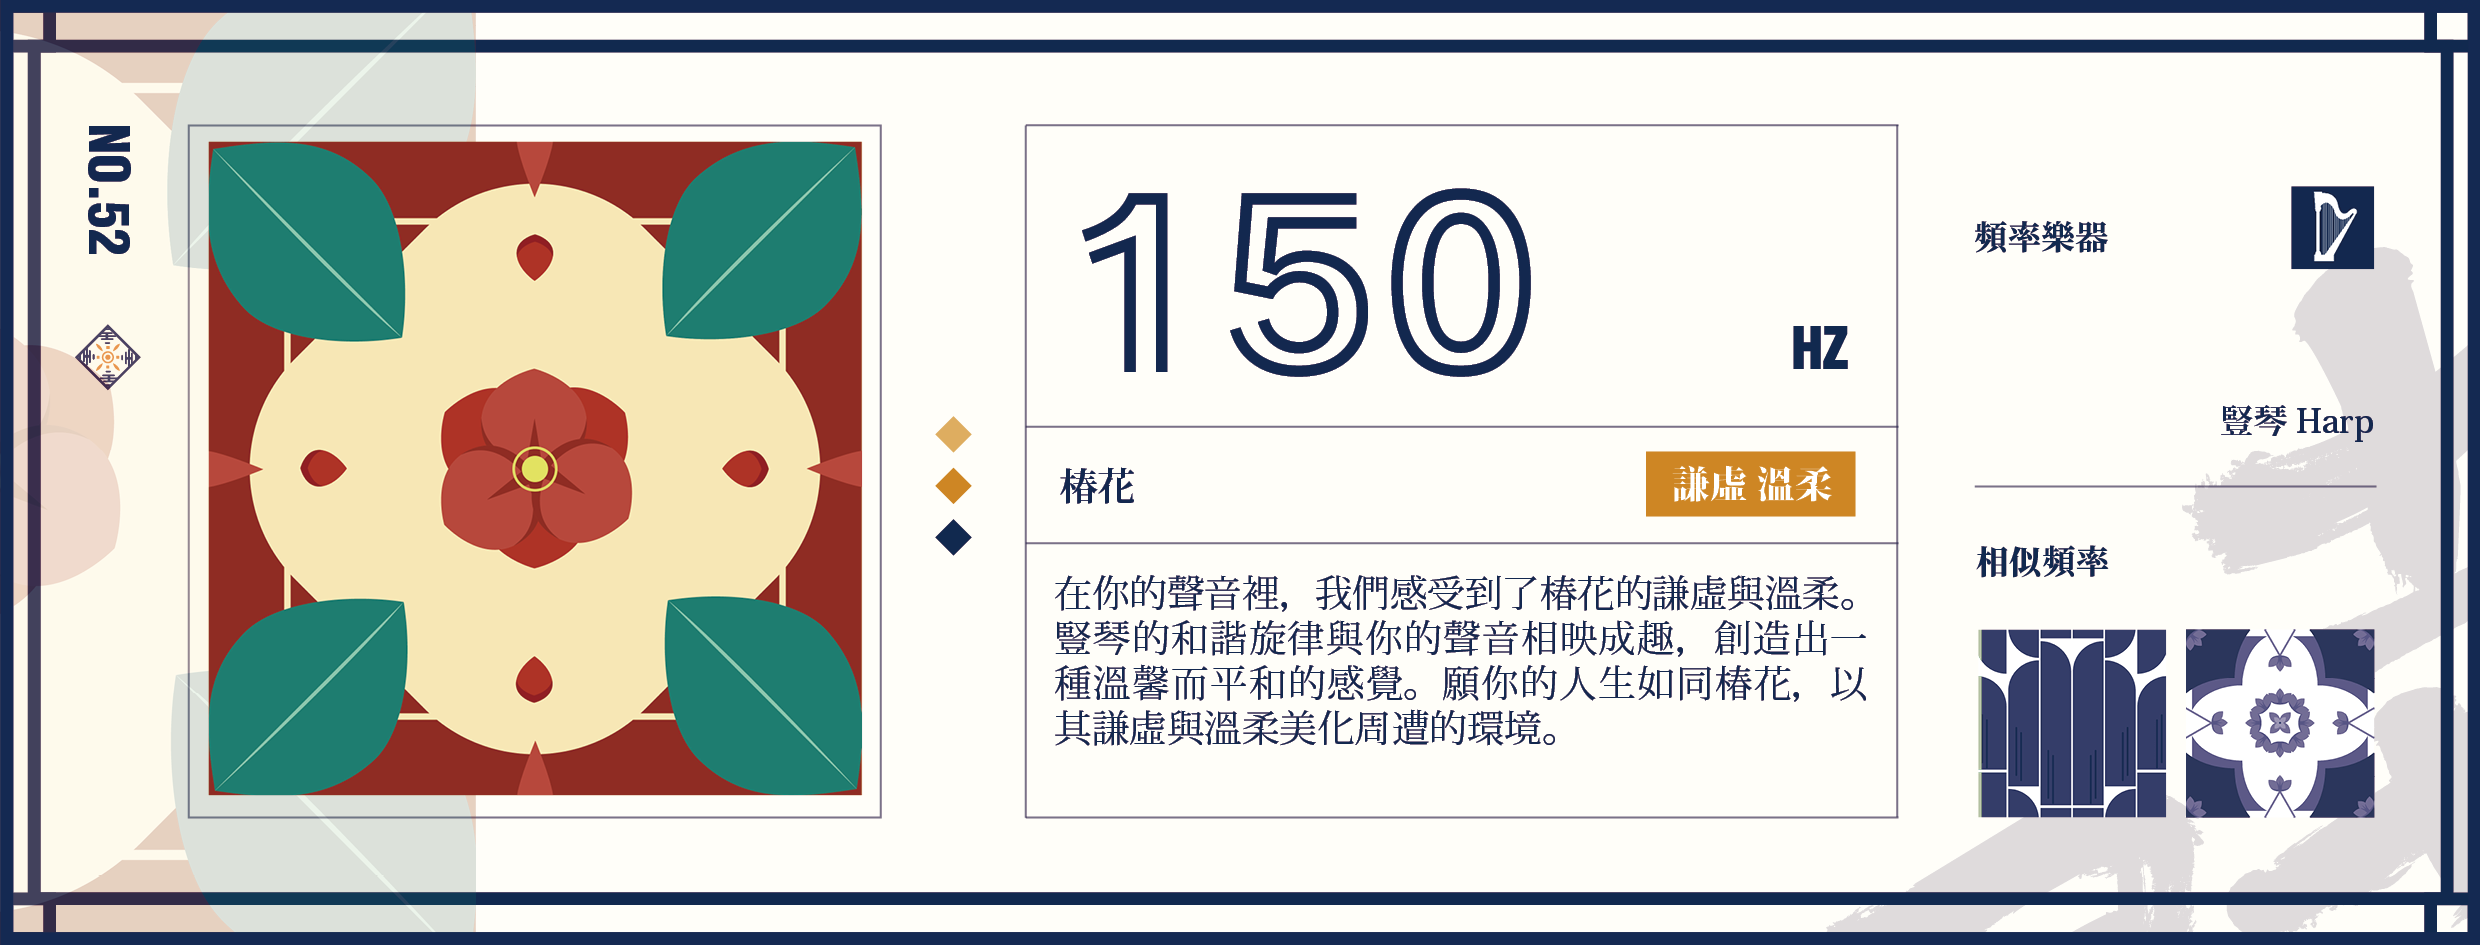 NO.52
150
HZ
椿花
謙虛 溫柔
在你的聲音裡，我們感受到了椿花的謙虛與溫柔。
豎琴的和諧旋律與你的聲音相映成趣，創造出一
種溫馨而平和的感覺。願你的人生如同椿花，以
其謙虛與溫柔美化周遭的環境。
頻率樂器
豎琴 Harp
相似頻率